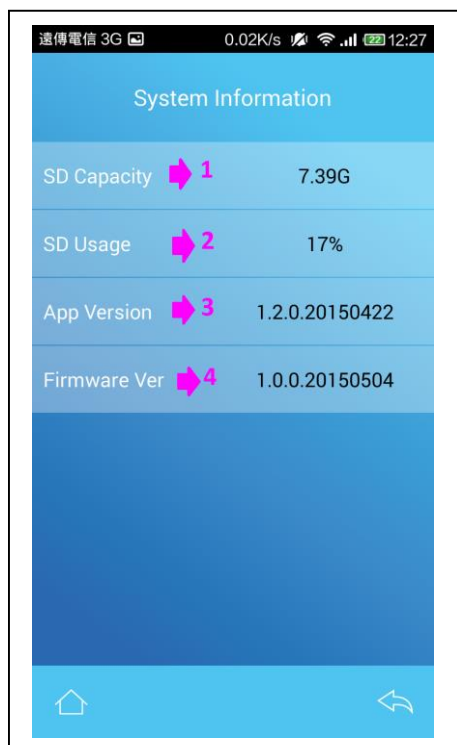 遠傳電信 3G 0.02K/s 22 12:27
System Information
SD Capacity 1 7.39G
SD Usage 2 17%
App Version 3 1.2.0.20150422
Firmware Ver 4 1.0.0.20150504